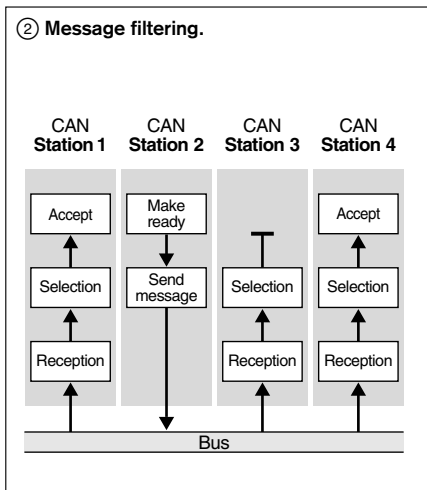 ② Message filtering.
CAN CAN CAN CAN
Station 1 Station 2 Station 3 Station 4
Accept Make ready Accept
Selection Send message Selection Selection
Reception Reception Reception
Bus